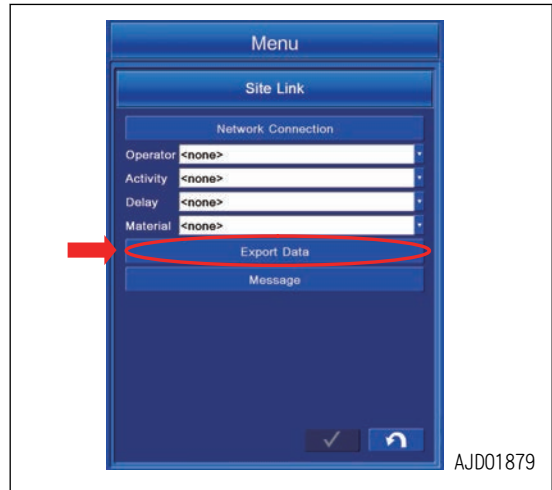 Menu
Site Link
Network Connection
Operator <none>
Activity <none>
Delay <none>
Material <none>
Export Data
Message
AJD01879